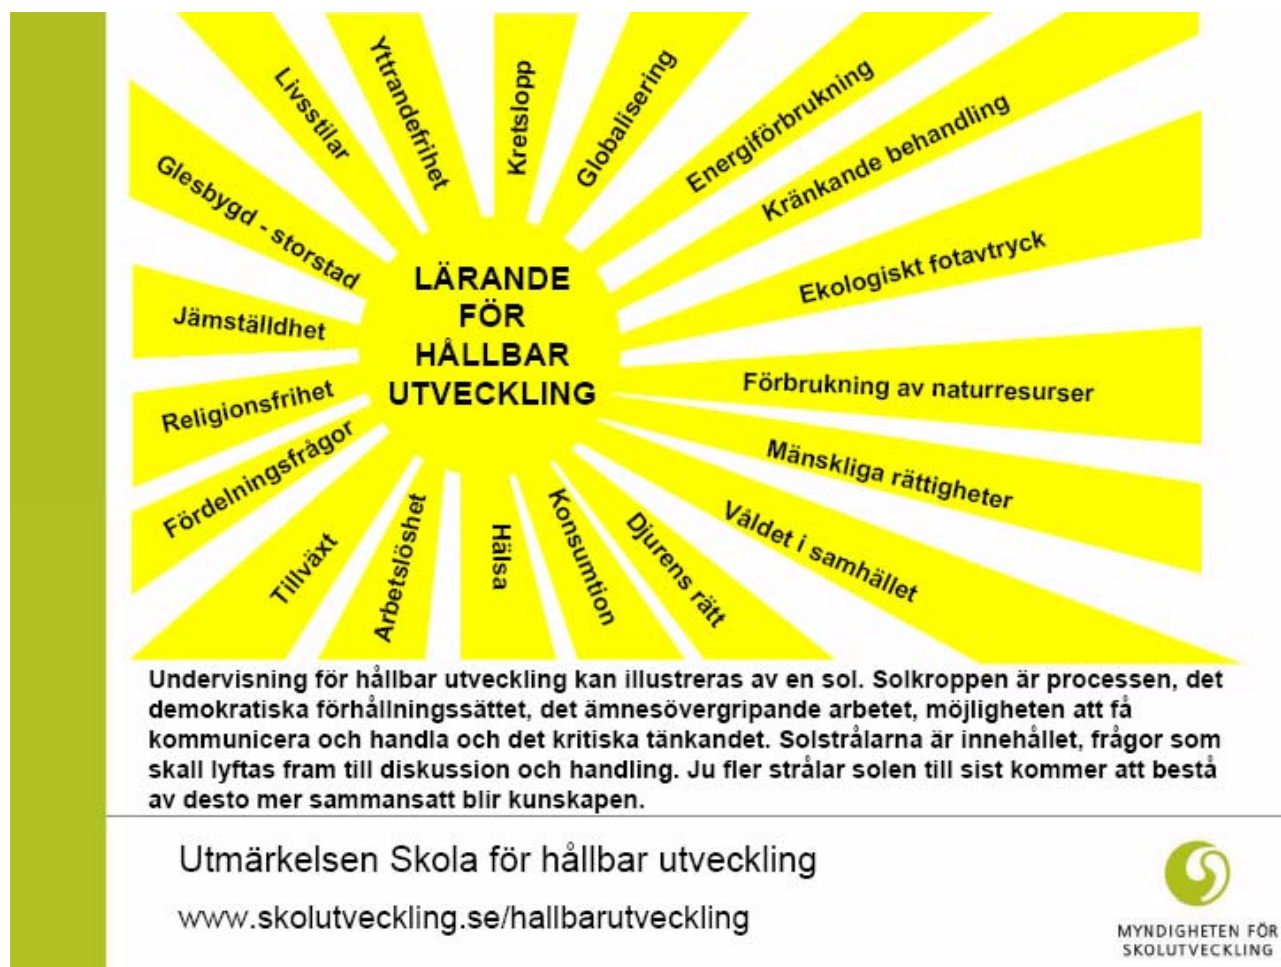 Livsstilar
Yttrandefrihet
Kretslopp
Globalisering
Energiförbrukning
Kränkande behandling
Ekologiskt fotavtryck
Förbrukning av naturresurser
Mänskliga rättigheter
Våldet i samhället
Djurens rätt
Konsumtion
Hälsa
Arbetslöshet
Tillväxt
Fördelningsfrågor
Religionsfrihet
Jämställdhet
Glesbygd - storstad
LÄRANDE
FÖR
HÅLLBAR
UTVECKLING
Undervisning för hållbar utveckling kan illustreras av en sol. Solkroppen är processen, det
demokratiska förhållningssättet, det ämnesövergripande arbetet, möjligheten att få
kommunicera och handla och det kritiska tänkandet. Solstrålarna är innehållet, frågor som
skall lyftas fram till diskussion och handling. Ju fler strålar solen till sist kommer att bestå
av desto mer sammansatt blir kunskapen.
Utmärkelsen Skola för hållbar utveckling
www.skolutveckling.se/hallbarutveckling
MYNDIGHETEN FÖR
SKOLUTVECKLING